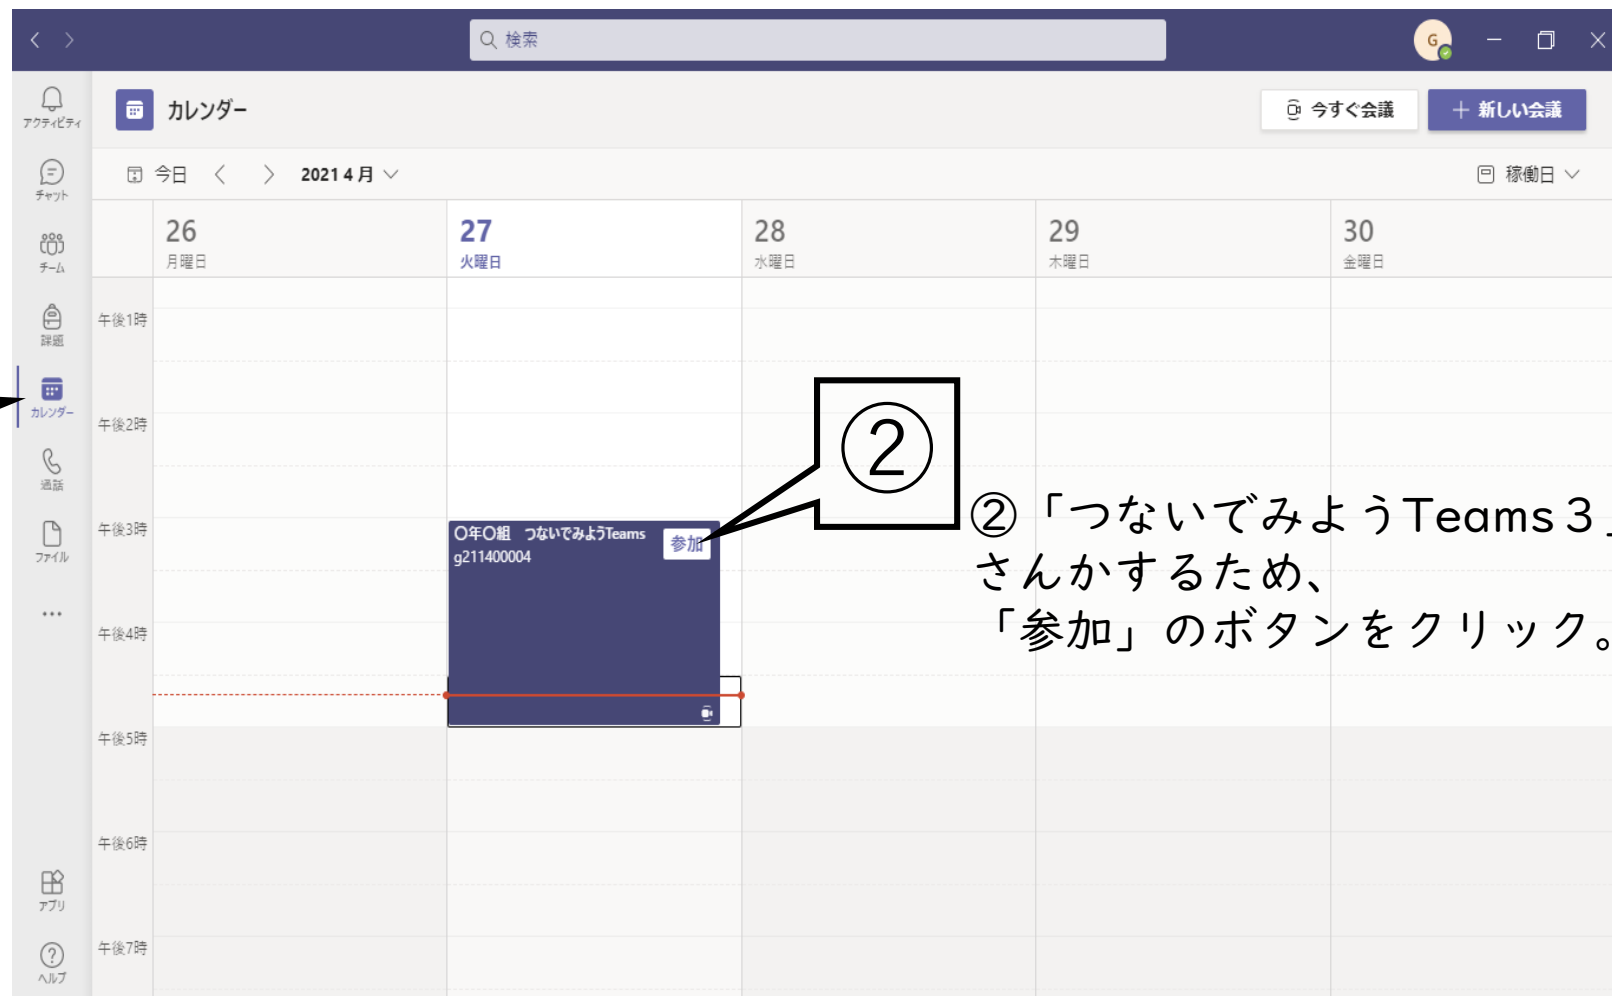 検索
G
アクティビティ
チャット
チーム
課題
カレンダー
通話
ファイル
アプリ
ヘルプ
カレンダー
今すぐ会議
新しい会議
今日
2021 4 月
稼働日
26
月曜日
27
火曜日
28
水曜日
29
木曜日
30
金曜日
午後1時
午後2時
午後3時
午後4時
午後5時
午後6時
午後7時
〇年〇組 つないでみようTeams
g211400004
参加
②
②「つないでみようTeams３」
さんかするため、
「参加」のボタンをクリック。